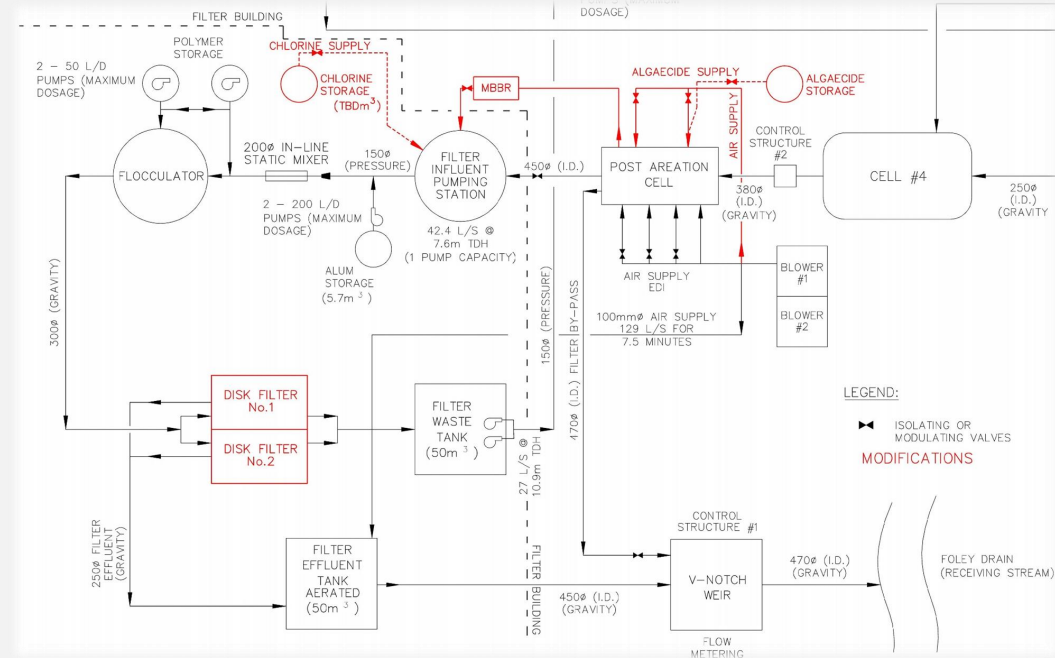 DOSAGE)
FILTER BUILDING
POLYMER
STORAGE
2 – 50 L/D
PUMPS (MAXIMUM
DOSAGE)
CHLORINE SUPPLY
CHLORINE
STORAGE
(TBDm³)
MBBR
ALGAECIDE SUPPLY
ALGAECIDE
STORAGE
AIR SUPPLY
CONTROL
STRUCTURE
#2
200ø IN-LINE
STATIC MIXER
150ø
(PRESSURE)
FLOCCULATOR
FILTER
INFLUENT
PUMPING
STATION
450ø (I.D.)
POST AREATION
CELL
380ø
(I.D.)
(GRAVITY)
CELL #4
250ø
(I.D.)
(GRAVITY
2 – 200 L/D
PUMPS (MAXIMUM
DOSAGE)
42.4 L/S @
7.6m TDH
(1 PUMP CAPACITY)
ALUM
STORAGE
(5.7m ³)
AIR SUPPLY
EDI
BLOWER
#1
BLOWER
#2
300ø (GRAVITY)
150ø (PRESSURE)
470ø (I.D.) FILTER BY-PASS
100mmø AIR SUPPLY
129 L/S FOR
7.5 MINUTES
DISK FILTER
No.1
DISK FILTER
No.2
FILTER
WASTE
TANK
(50m ³)
27 L/S @
10.9m TDH
LEGEND:
ISOLATING OR
MODULATING VALVES
MODIFICATIONS
250ø FILTER
EFFLUENT
(GRAVITY)
FILTER
EFFLUENT
TANK
AERATED
(50m ³)
FILTER BUILDING
450ø (I.D.)
(GRAVITY)
CONTROL
STRUCTURE #1
V-NOTCH
WEIR
FLOW
METERING
470ø (I.D.)
(GRAVITY)
FOLEY DRAIN
(RECEIVING STREAM)